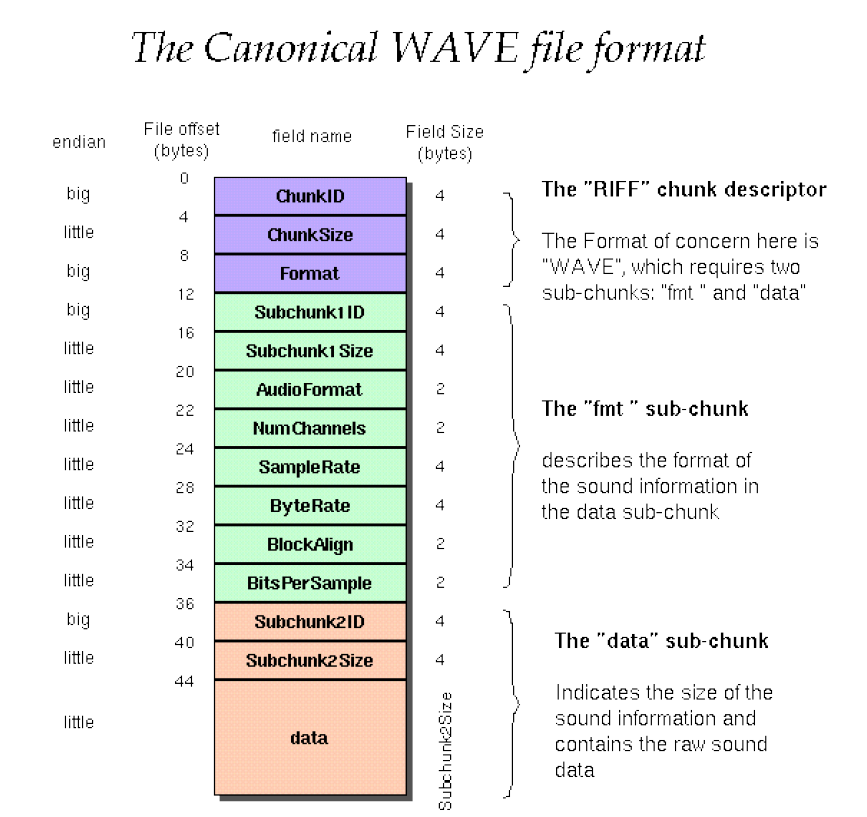 The Canonical WAVE file format
endian
File offset
(bytes)
field name
Field Size
(bytes)
0
big
ChunkID
4
4
little
ChunkSize
4
8
big
Format
4
12
big
Subchunk1ID
4
16
little
Subchunk1Size
4
20
little
AudioFormat
2
22
little
NumChannels
2
24
little
SampleRate
4
28
little
ByteRate
4
32
little
BlockAlign
2
34
little
BitsPerSample
2
36
big
Subchunk2ID
4
40
little
Subchunk2Size
4
44
little
data
Subchunk2Size
The "RIFF" chunk descriptor
The Format of concern here is
"WAVE", which requires two
sub-chunks: "fmt " and "data"
The "fmt " sub-chunk
describes the format of
the sound information in
the data sub-chunk
The "data" sub-chunk
Indicates the size of the
sound information and
contains the raw sound
data